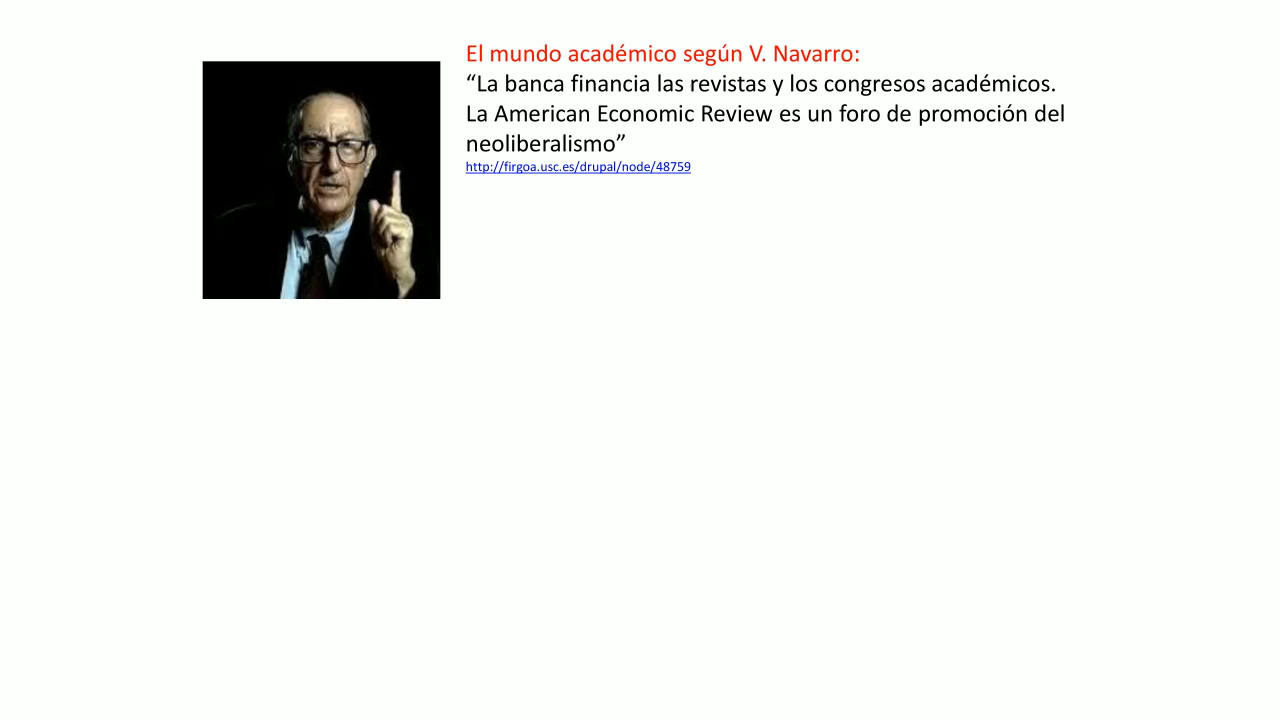 El mundo académico según V. Navarro:
“La banca financia las revistas y los congresos académicos.
La American Economic Review es un foro de promoción del
neoliberalismo”
http://firgoa.usc.es/drupal/node/48759